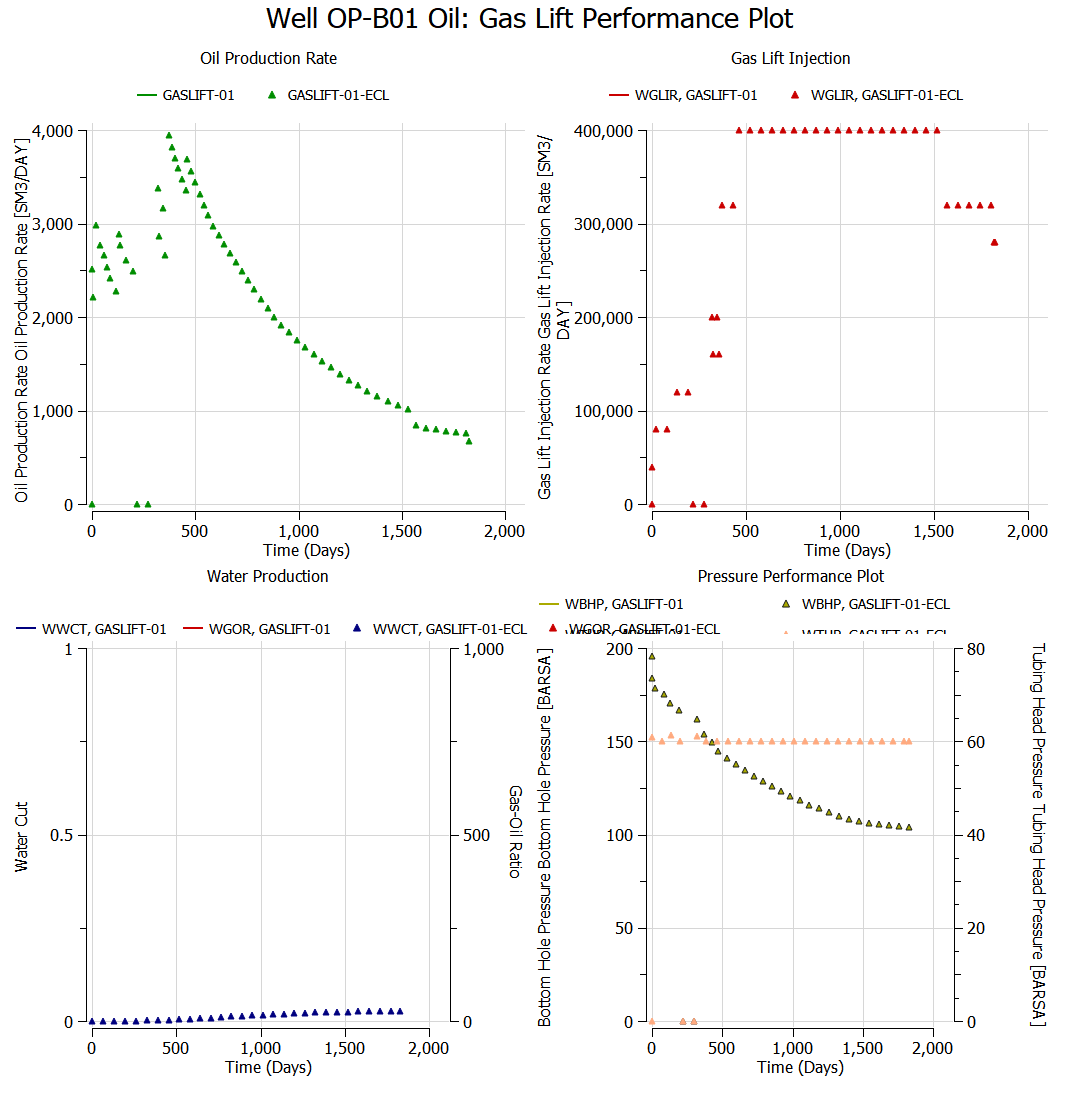 Well OP-B01 Oil: Gas Lift Performance Plot
Oil Production Rate
GASLIFT-01 GASLIFT-01-ECL
Oil Production Rate Oil Production Rate [SM3/DAY]
4,000
3,000
2,000
1,000
0
0 500 1,000 1,500 2,000
Time (Days)
Gas Lift Injection
WGLIR, GASLIFT-01 WGLIR, GASLIFT-01-ECL
Gas Lift Injection Rate Gas Lift Injection Rate [SM3/
DAY]
400,000
300,000
200,000
100,000
0
0 500 1,000 1,500 2,000
Time (Days)
Water Production
WWCT, GASLIFT-01 WGOR, GASLIFT-01 WWCT, GASLIFT-01-ECL WGOR, GASLIFT-01-ECL
Water Cut
1
0.5
0
1,000
500
0
Gas-Oil Ratio
0 500 1,000 1,500 2,000
Time (Days)
Pressure Performance Plot
WBHP, GASLIFT-01 WBHP, GASLIFT-01-ECL
WTHP, GASLIFT-01-ECL
Bottom Hole Pressure Bottom Hole Pressure [BARSA]
200
150
100
50
0
80
60
40
20
0
Tubing Head Pressure Tubing Head Pressure [BARSA]
0 500 1,000 1,500 2,000
Time (Days)